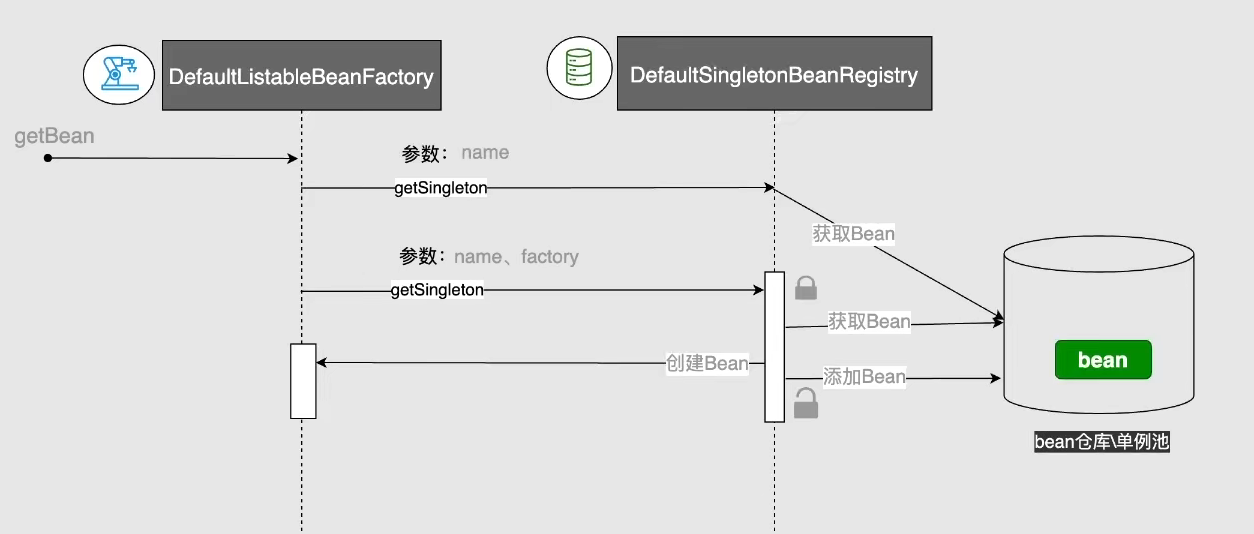 DefaultListableBeanFactory
DefaultSingletonBeanRegistry
getBean
参数： name
getSingleton
获取Bean
参数：name、factory
getSingleton
获取Bean
创建Bean
添加Bean
bean
bean仓库\单例池